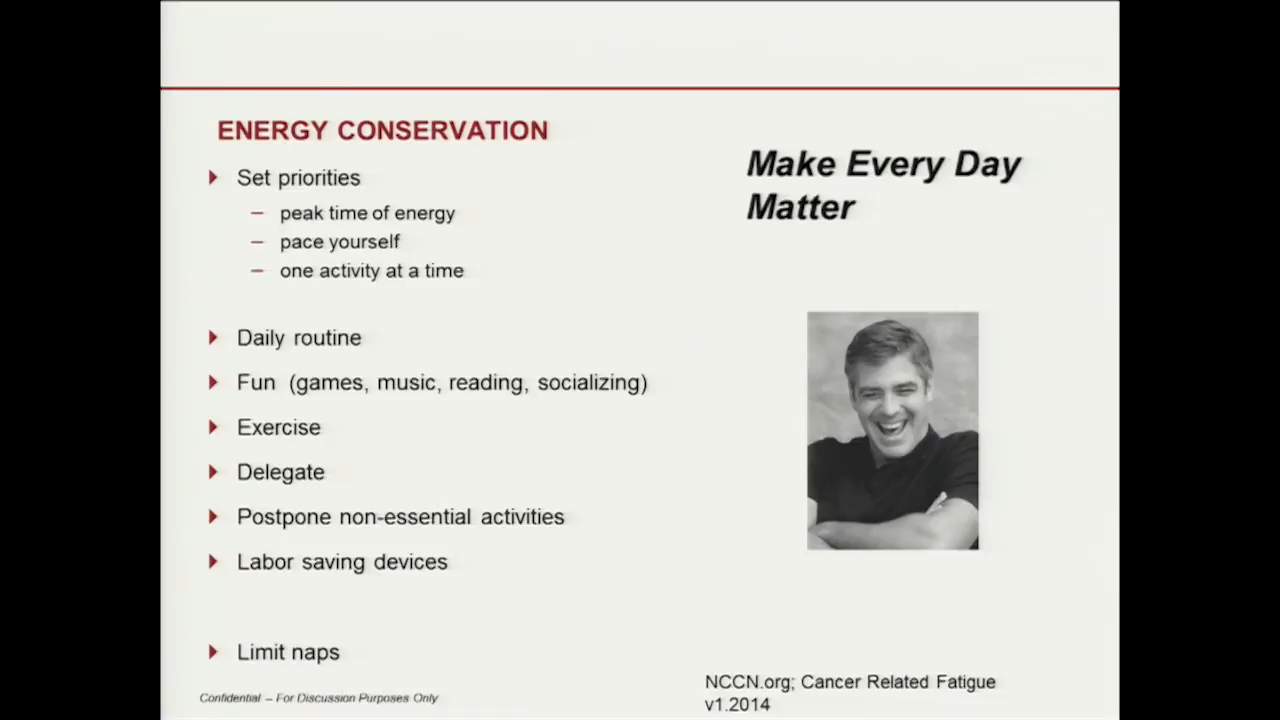 ENERGY CONSERVATION
Set priorities
– peak time of energy
– pace yourself
– one activity at a time
Daily routine
Fun (games, music, reading, socializing)
Exercise
Delegate
Postpone non-essential activities
Labor saving devices
Limit naps
Make Every Day
Matter
NCCN.org; Cancer Related Fatigue
v1.2014
Confidential – For Discussion Purposes Only